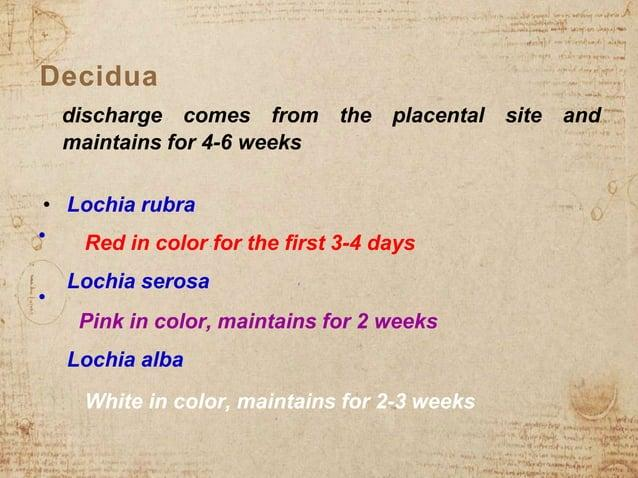 Decidua
discharge comes from the placental site and
maintains for 4-6 weeks
• Lochia rubra
•
Red in color for the first 3-4 days
Lochia serosa
•
Pink in color, maintains for 2 weeks
Lochia alba
White in color, maintains for 2-3 weeks